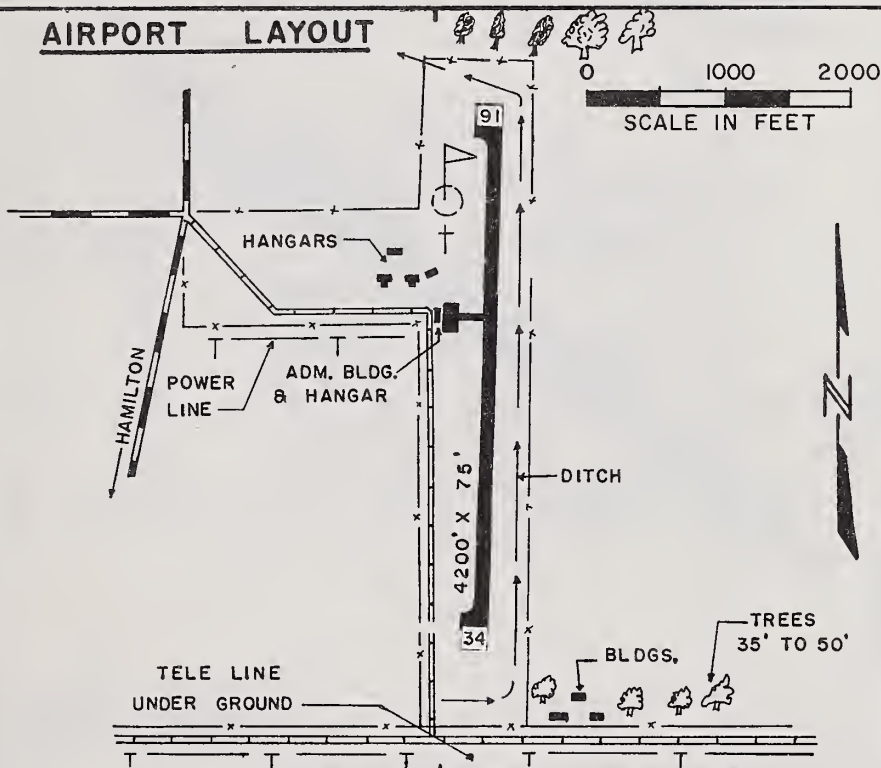 AIRPORT LAYOUT
0 1000 2000
SCALE IN FEET
16
HANGARS
HAMILTON
POWER
LINE
ADM. BLDG.
& HANGAR
N
4200' X 75'
DITCH
34
TREES
35' TO 50'
BLDGS.
TELE LINE
UNDER GROUND